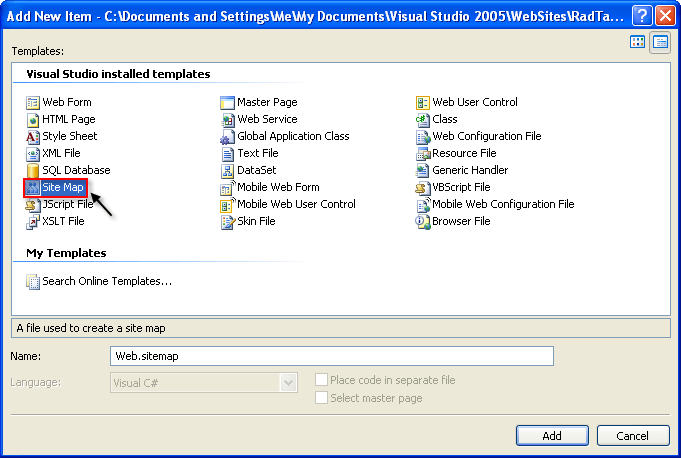 Add New Item - C:\Documents and Settings\Me\My Documents\Visual Studio 2005\WebSites\RadTa...
Templates:
Visual Studio installed templates
Web Form Master Page Web User Control
HTML Page Web Service Class
Style Sheet Global Application Class Web Configuration File
XML File Text File Resource File
SQL Database DataSet Generic Handler
Site Map Mobile Web Form VBScript File
JScript File Mobile Web User Control Mobile Web Configuration File
XSLT File Skin File Browser File
My Templates
Search Online Templates...
A file used to create a site map
Name: Web.sitemap
Language: Visual C# Place code in separate file
Select master page
Add Cancel